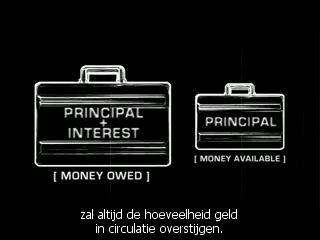 PRINCIPAL
+
INTEREST
[ MONEY OWED ]
PRINCIPAL
[ MONEY AVAILABLE ]
zal altijd de hoeveelheid geld
in circulatie overstijgen.